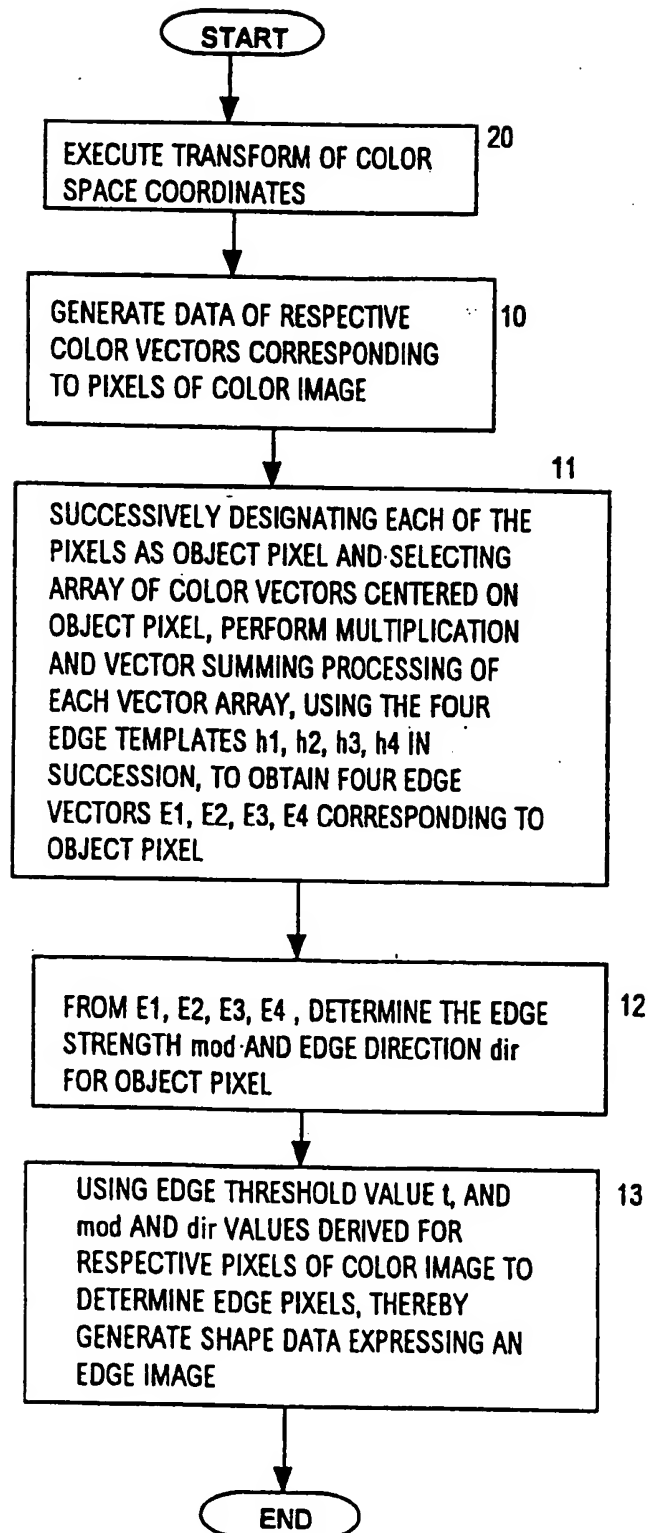 START
20
EXECUTE TRANSFORM OF COLOR
SPACE COORDINATES
10
GENERATE DATA OF RESPECTIVE
COLOR VECTORS CORRESPONDING
TO PIXELS OF COLOR IMAGE
11
SUCCESSIVELY DESIGNATING EACH OF THE
PIXELS AS OBJECT PIXEL AND SELECTING
ARRAY OF COLOR VECTORS CENTERED ON
OBJECT PIXEL, PERFORM MULTIPLICATION
AND VECTOR SUMMING PROCESSING OF
EACH VECTOR ARRAY, USING THE FOUR
EDGE TEMPLATES h1, h2, h3, h4 IN
SUCCESSION, TO OBTAIN FOUR EDGE
VECTORS E1, E2, E3, E4 CORRESPONDING TO
OBJECT PIXEL
12
FROM E1, E2, E3, E4 , DETERMINE THE EDGE
STRENGTH mod AND EDGE DIRECTION dir
FOR OBJECT PIXEL
13
USING EDGE THRESHOLD VALUE t, AND
mod AND dir VALUES DERIVED FOR
RESPECTIVE PIXELS OF COLOR IMAGE TO
DETERMINE EDGE PIXELS, THEREBY
GENERATE SHAPE DATA EXPRESSING AN
EDGE IMAGE
END